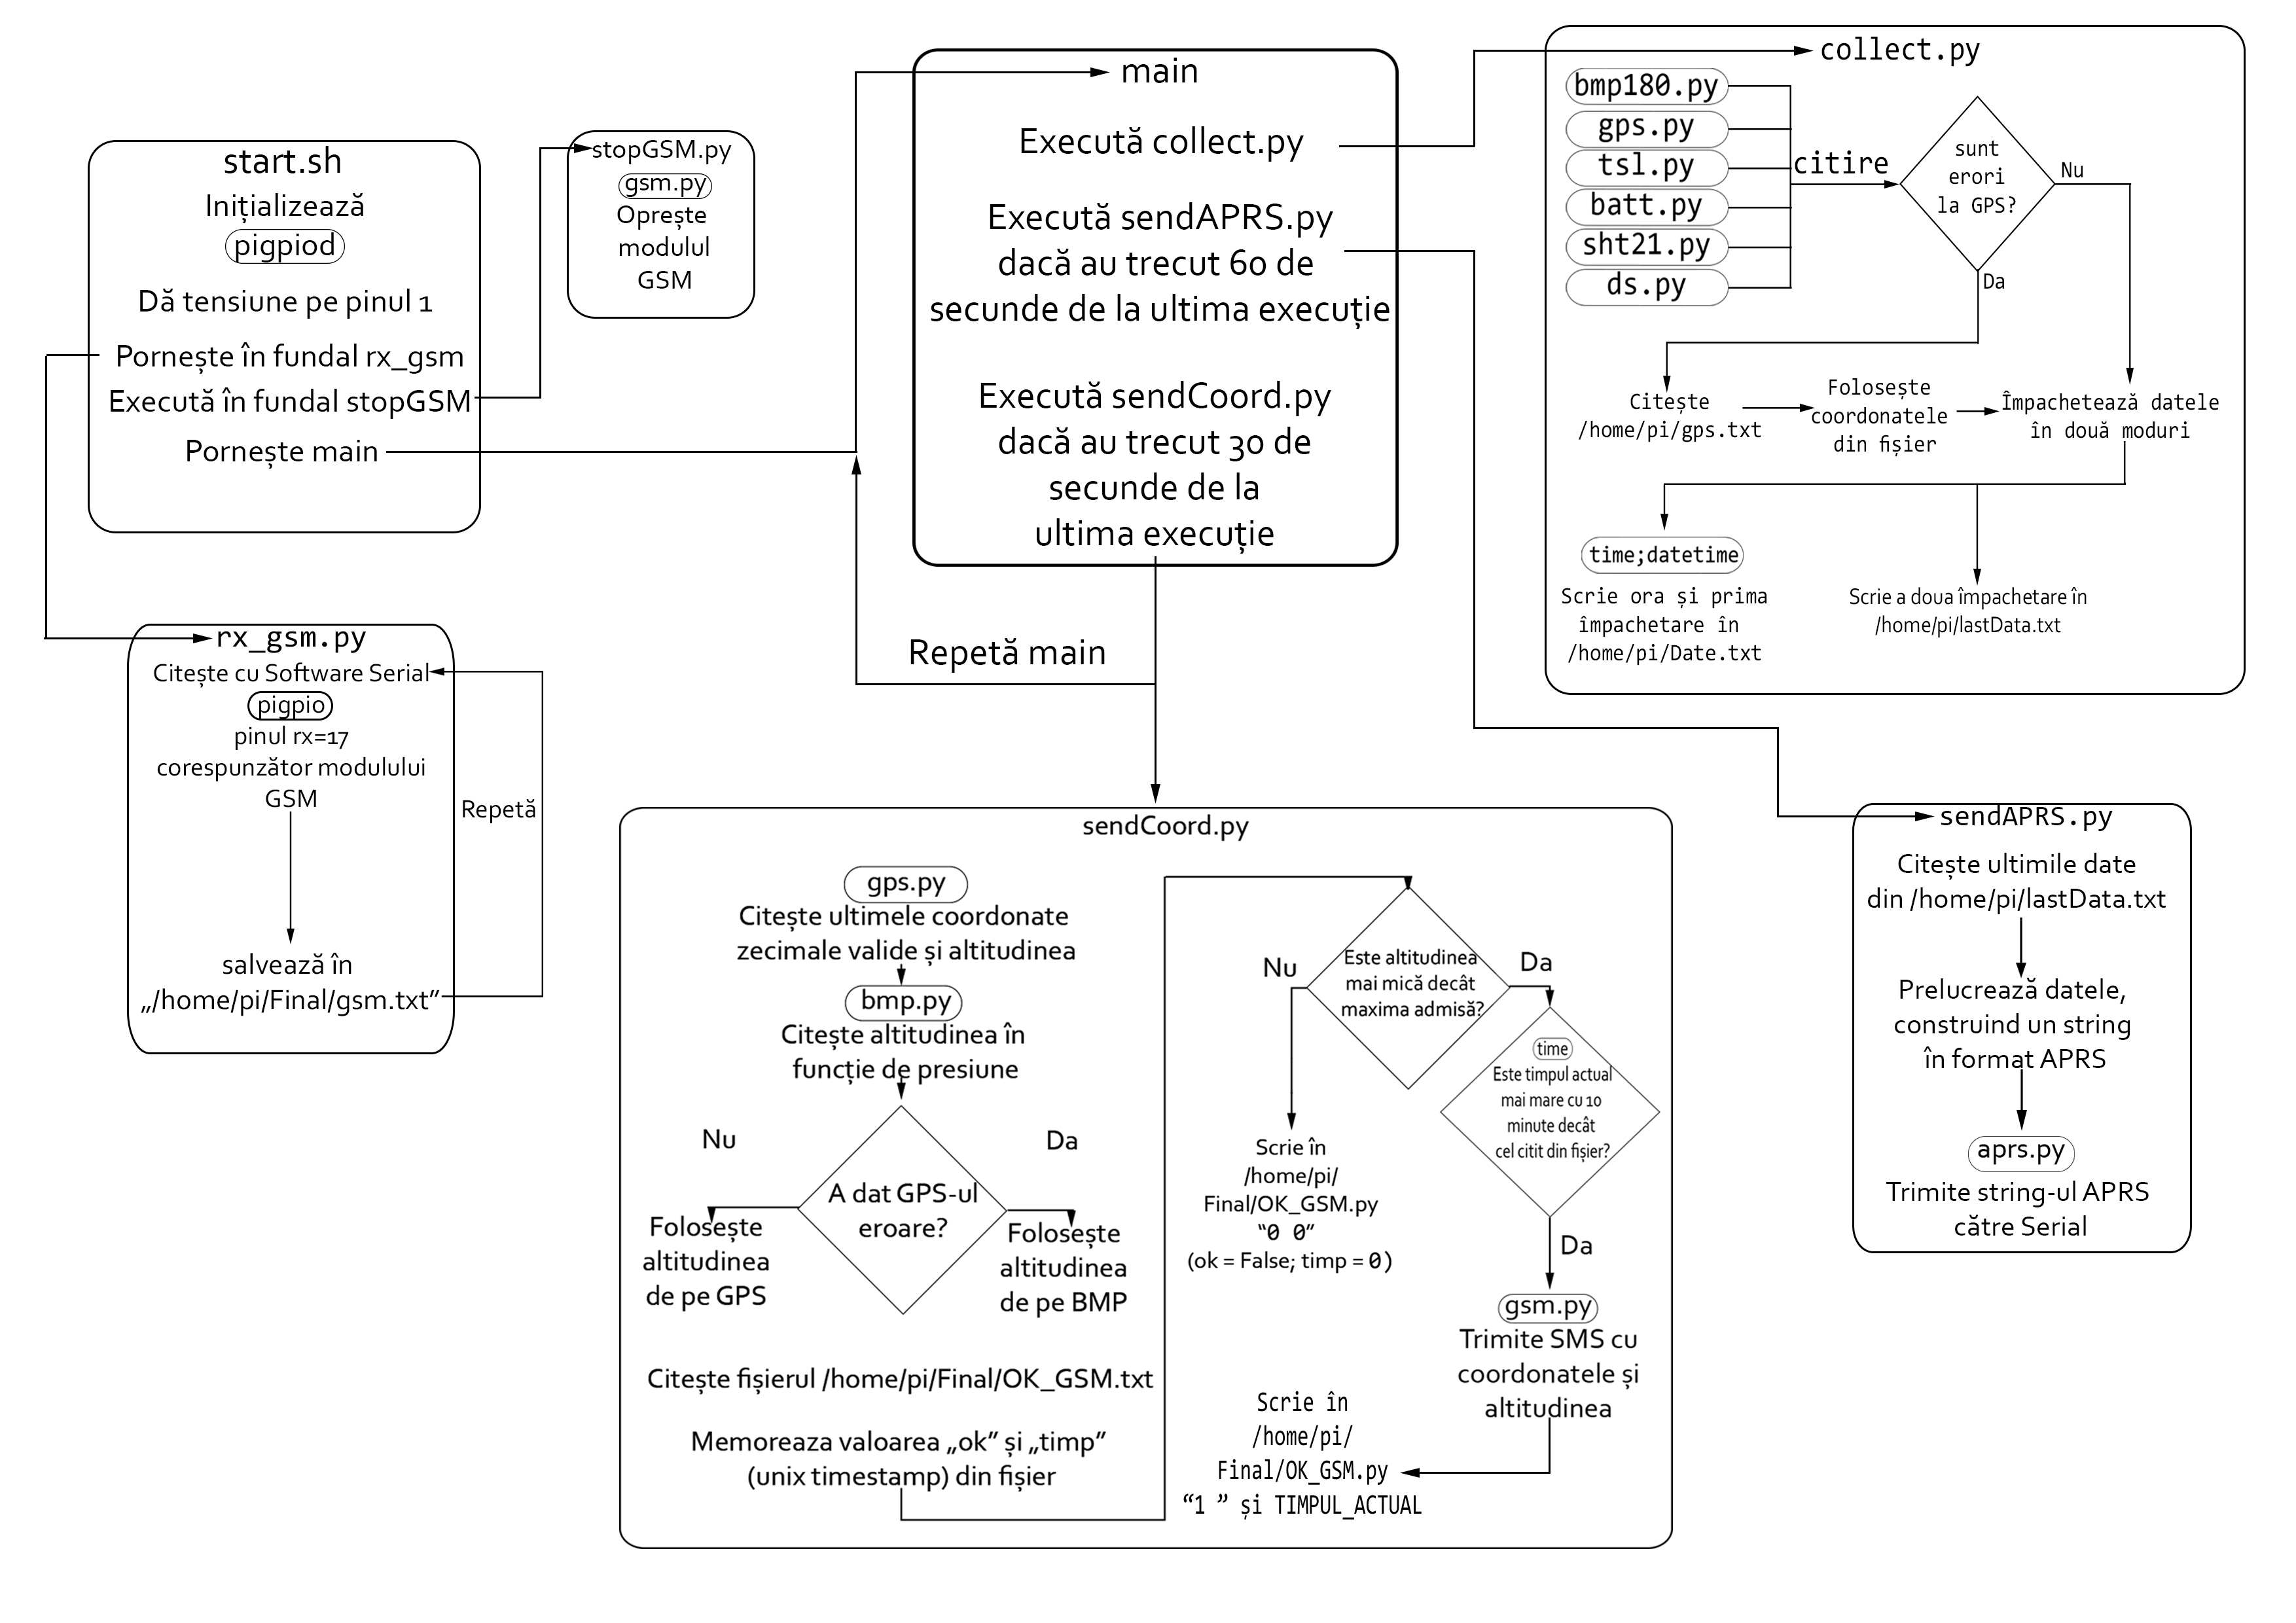 start.sh
Inițializează
pigpiod
Dă tensiune pe pinul 1
Pornește în fundal rx_gsm
Execută în fundal stopGSM
Pornește main
stopGSM.py
gsm.py
Oprește
modulul
GSM
main
Execută collect.py
Execută sendAPRS.py
dacă au trecut 60 de
secunde de la ultima execuție
Execută sendCoord.py
dacă au trecut 30 de
secunde de la
ultima execuție
Repetă main
collect.py
bmp180.py
gps.py
tsl.py
batt.py
sht21.py
ds.py
citire
sunt
erori
la GPS?
Nu
Da
Citește
/home/pi/gps.txt
Folosește
coordonatele
din fișier
Împachetează datele
în două moduri
time;datetime
Scrie ora și prima
împachetare în
/home/pi/Date.txt
Scrie a doua împachetare în
/home/pi/lastData.txt
rx_gsm.py
Citește cu Software Serial
pigpio
pinul rx=17
corespunzător modulului
GSM
Repetă
salvează în
„/home/pi/Final/gsm.txt”
sendCoord.py
gps.py
Citește ultimele coordonate
zecimale valide și altitudinea
bmp.py
Citește altitudinea în
funcție de presiune
Nu
Da
A dat GPS-ul
eroare?
Folosește
altitudinea
de pe GPS
Folosește
altitudinea
de pe BMP
Citește fișierul /home/pi/Final/OK_GSM.txt
Memoreaza valoarea „ok” și „timp”
(unix timestamp) din fișier
Este altitudinea
mai mică decât
maxima admisă?
Nu
Da
Scrie în
/home/pi/
Final/OK_GSM.py
“0 0”
(ok = False; timp = 0)
time
Este timpul actual
mai mare cu 10
minute decât
cel citit din fișier?
Da
gsm.py
Trimite SMS cu
coordonatele și
altitudinea
Scrie în
/home/pi/
Final/OK_GSM.py
“1 ” și TIMPUL_ACTUAL
sendAPRS.py
Citește ultimile date
din /home/pi/lastData.txt
Prelucrează datele,
construind un string
în format APRS
aprs.py
Trimite string-ul APRS
către Serial